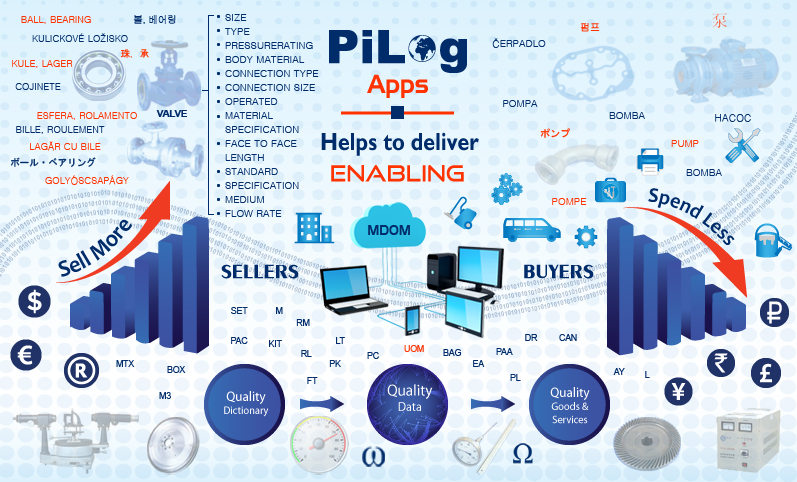 BALL, BEARING
볼, 베어링
KULICKOVÉ LOŽISKO
珠, 承
KULE, LAGER
COJINETE
VALVE
ESFERA, ROLAMENTO
BILLE, ROULEMENT
LAGĂR CU BILE
ボール・ベアリング
GOLYÓSCSAPÁGY
• SIZE
• TYPE
• PRESSURERATING
• BODY MATERIAL
• CONNECTION TYPE
• CONNECTION SIZE
• OPERATED
• MATERIAL
SPECIFICATION
• FACE TO FACE
LENGTH
• STANDARD
• SPECIFICATION
• MEDIUM
• FLOW RATE
PiLog
Apps
Helps to deliver
ENABLING
ČERPADLO
펌프
泵
POMPA
BOMBA
HACOC
ポンプ
PUMP
BOMBA
POMPE
Sell More
Spend Less
MDOM
SELLERS
BUYERS
$
€
®
₽
£
₹
¥
SET
M
RM
PAC
KIT
LT
RL
PK
PC
UOM
BAG
EA
PAA
DR
CAN
FT
PL
AY
L
MTX
BOX
M3
Quality
Dictionary
Quality
Data
Quality
Goods &
Services
ω
Ω